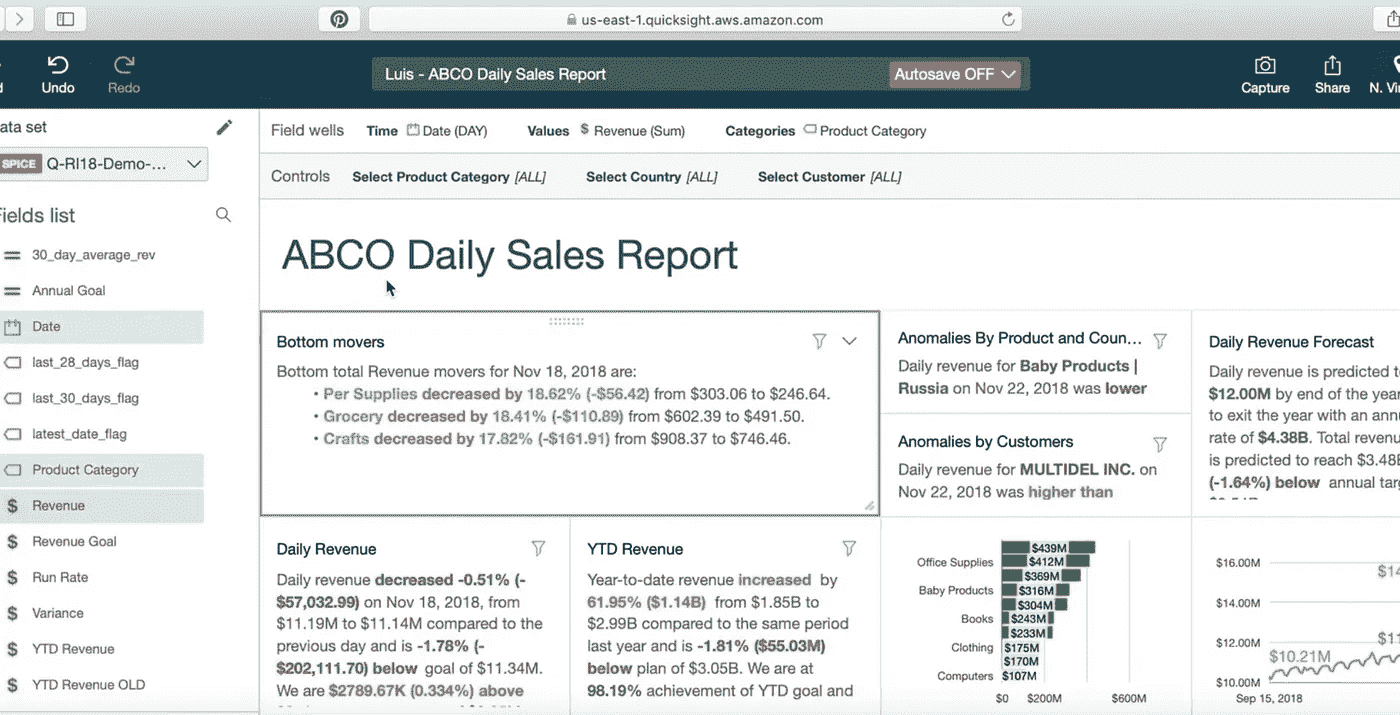 us-east-1.quicksight.aws.amazon.com
Undo
Redo
Luis - ABCO Daily Sales Report
Autosave OFF
Capture
Share
N. Vi
ata set
SPICE Q-RI18-Demo-...
Fields list
30_day_average_rev
Annual Goal
Date
last_28_days_flag
last_30_days_flag
latest_date_flag
Product Category
Revenue
Revenue Goal
Run Rate
Variance
YTD Revenue
YTD Revenue OLD
Field wells Time Date (DAY) Values Revenue (Sum) Categories Product Category
Controls Select Product Category [ALL] Select Country [ALL] Select Customer [ALL]
ABCO Daily Sales Report
Bottom movers
Bottom total Revenue movers for Nov 18, 2018 are:
• Per Supplies decreased by 18.62% (-$56.42) from $303.06 to $246.64.
• Grocery decreased by 18.41% (-$110.89) from $602.39 to $491.50.
• Crafts decreased by 17.82% (-$161.91) from $908.37 to $746.46.
Anomalies By Product and Coun...
Daily revenue for Baby Products |
Russia on Nov 22, 2018 was lower
Anomalies by Customers
Daily revenue for MULTIDEL INC. on
Nov 22, 2018 was higher than
Daily Revenue Forecast
Daily revenue is predicted to
$12.00M by end of the year
to exit the year with an annu
rate of $4.38B. Total revenu
is predicted to reach $3.48B
(-1.64%) below annual targ
Daily Revenue
Daily revenue decreased -0.51% (-
$57,032.99) on Nov 18, 2018, from
$11.19M to $11.14M compared to the
previous day and is -1.78% (-
$202,111.70) below goal of $11.34M.
We are $2789.67K (0.334%) above
YTD Revenue
Year-to-date revenue increased by
61.95% ($1.14B) from $1.85B to
$2.99B compared to the same period
last year and is -1.81% ($55.03M)
below plan of $3.05B. We are at
98.19% achievement of YTD goal and
$439M
Office Supplies $412M
$369M
Baby Products $316M
$304M
Books $243M
$233M
Clothing $175M
$170M
Computers $107M
$0 $200M $600M
$16.00M
$14.00M
$12.00M
$10.00M
$14
$11
$10.21M
Sep 15, 2018